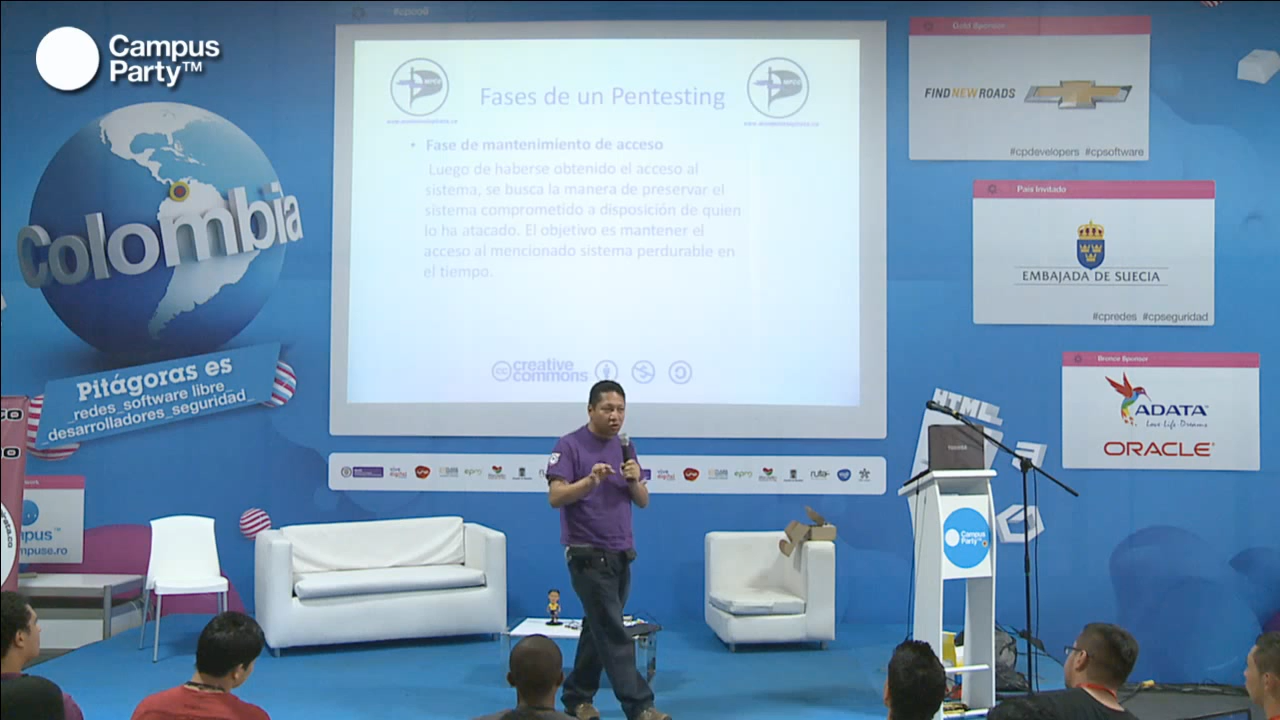 Campus
Party™
Colombia
Pitágoras es
_redes_software libre_
_desarrolladores_seguridad_
Fases de un Pentesting
• Fase de mantenimiento de acceso
Luego de haberse obtenido el acceso al
sistema, se busca la manera de preservar el
sistema comprometido a disposición de quien
lo ha atacado. El objetivo es mantener el
acceso al mencionado sistema perdurable en
el tiempo.
cc creative
commons
Gold Sponsor
FIND NEW ROADS
#cpdevelopers #cpsoftware
País Invitado
EMBAJADA DE SUECIA
#cpredes #cpseguridad
Bronce Sponsor
ADATA
Love Life Dreams
ORACLE
HTML
Campus
Party